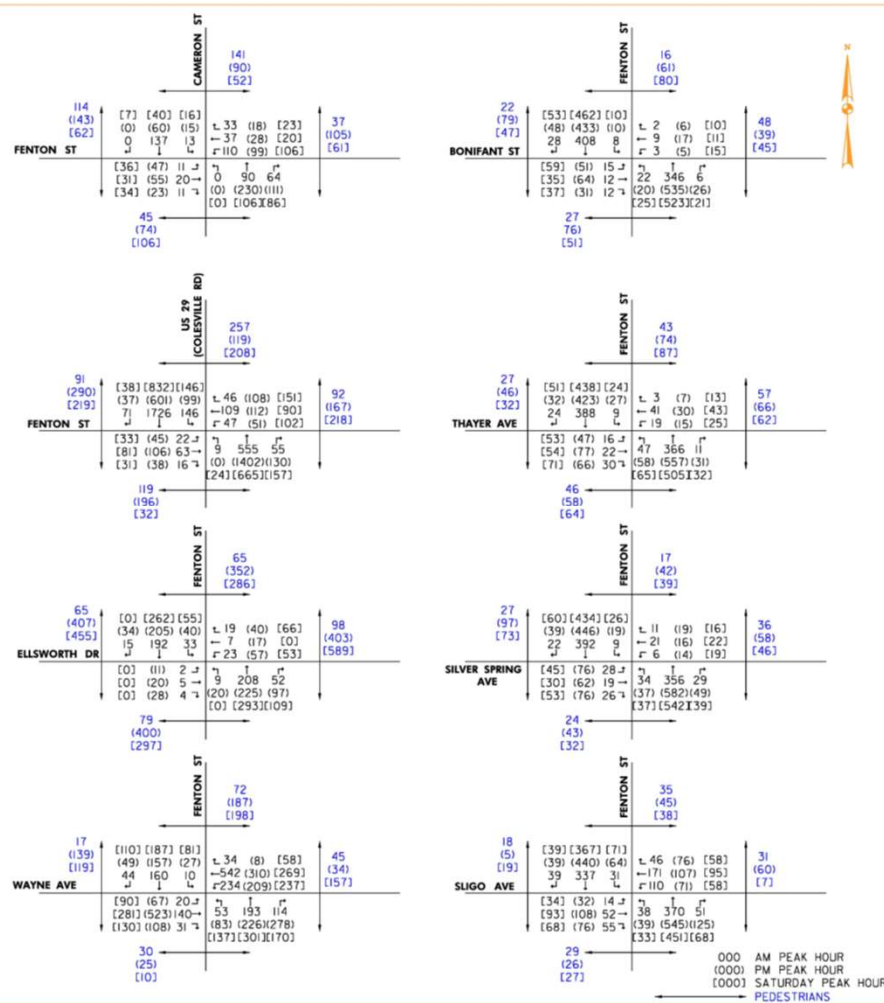 CAMERON ST
141
(90)
[52]
114
(143)
[62]
[7] [40] [16]
(0) (60) (15)
0 137 13
33 (18) [23]
37 (28) [20]
110 (99) [106]
37
(105)
[61]
FENTON ST
[36] (47) 11
[31] (55) 20
[34] (23) 11
0 90 64
(0) (230)(111)
[0] [106][86]
45
(74)
[106]
FENTON ST
16
(61)
[80]
22
(79)
[47]
[53][462][10]
(48) (433) (10)
28 408 8
2 (6) [10]
9 (17) [11]
3 (5) [15]
48
(39)
[45]
BONIFANT ST
[59] (51) 15
[35] (64) 12
[37] (31) 12
22 346 6
(20) (535)(26)
[25][523][21]
27
76)
[51]
US 29
(COLESVILLE RD)
257
(119)
[208]
91
(290)
[219]
[38][832][146]
(37) (601) (99)
71 1726 146
46 (108) [151]
109 (112) [90]
47 (51) [102]
92
(167)
[218]
FENTON ST
[33] (45) 22
[81] (106) 63
[31] (38) 16
9 555 55
(0) (1402)(130)
[24][665][157]
119
(196)
[32]
FENTON ST
43
(74)
[87]
27
(46)
[32]
[51][438][24]
(32) (423) (27)
24 388 9
3 (7) [13]
41 (30) [43]
19 (15) [25]
57
(66)
[62]
THAYER AVE
[53] (47) 16
[54] (77) 22
[71] (66) 30
47 366 11
(58) (557)(31)
[65][505][32]
46
(58)
[64]
FENTON ST
65
(352)
[286]
65
(407)
[455]
[0] [262][55]
(34) (205) (40)
15 192 33
19 (40) [66]
7 (17) [0]
23 (57) [53]
98
(403)
[589]
ELLSWORTH DR
[0] (11) 2
[0] (20) 5
[0] (28) 4
9 208 52
(20) (225) (97)
[0] [293][109]
79
(400)
[297]
FENTON ST
17
(42)
[39]
27
(97)
[73]
[60][434][26]
(39) (446) (19)
22 392 9
11 (19) [16]
21 (16) [22]
6 (14) [19]
36
(58)
[46]
SILVER SPRING
AVE
[45] (76) 28
[30] (62) 19
[53] (76) 26
34 356 29
(37) (582)(49)
[37][542][39]
24
(43)
[32]
FENTON ST
72
(187)
[198]
17
(139)
[119]
[110][187][81]
(49) (157) (27)
44 160 10
34 (8) [58]
542 (310) [269]
234 (209) [237]
45
(34)
[157]
WAYNE AVE
[90] (67) 20
[281] (523) 140
[130] (108) 31
53 193 114
(83) (226)(278)
[137][301][170]
30
(25)
[10]
FENTON ST
35
(45)
[38]
18
(5)
[19]
[39][367][71]
(39) (440) (64)
39 337 31
46 (76) [58]
171 (107) [95]
110 (71) [58]
31
(60)
[7]
SLIGO AVE
[34] (32) 14
[93] (108) 52
[68] (76) 55
38 370 51
(39) (545)(125)
[33] [451][68]
29
(26)
[27]
N
000 AM PEAK HOUR
(000) PM PEAK HOUR
[000] SATURDAY PEAK HOUR
PEDESTRIANS